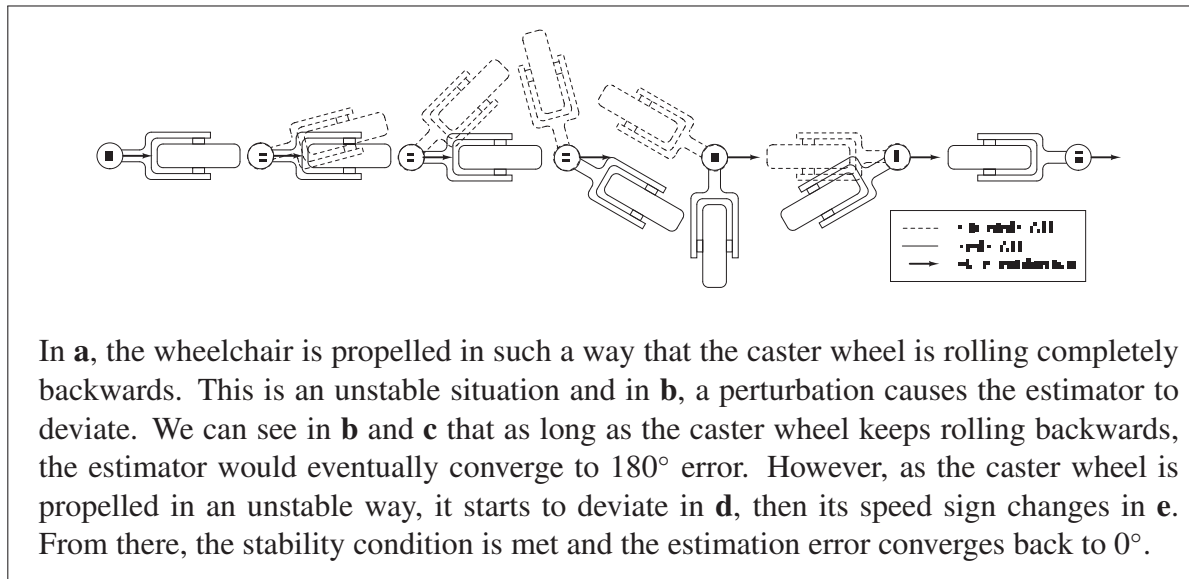 In a, the wheelchair is propelled in such a way that the caster wheel is rolling completely
backwards. This is an unstable situation and in b, a perturbation causes the estimator to
deviate. We can see in b and c that as long as the caster wheel keeps rolling backwards,
the estimator would eventually converge to 180° error. However, as the caster wheel is
propelled in an unstable way, it starts to deviate in d, then its speed sign changes in e.
From there, the stability condition is met and the estimation error converges back to 0°.